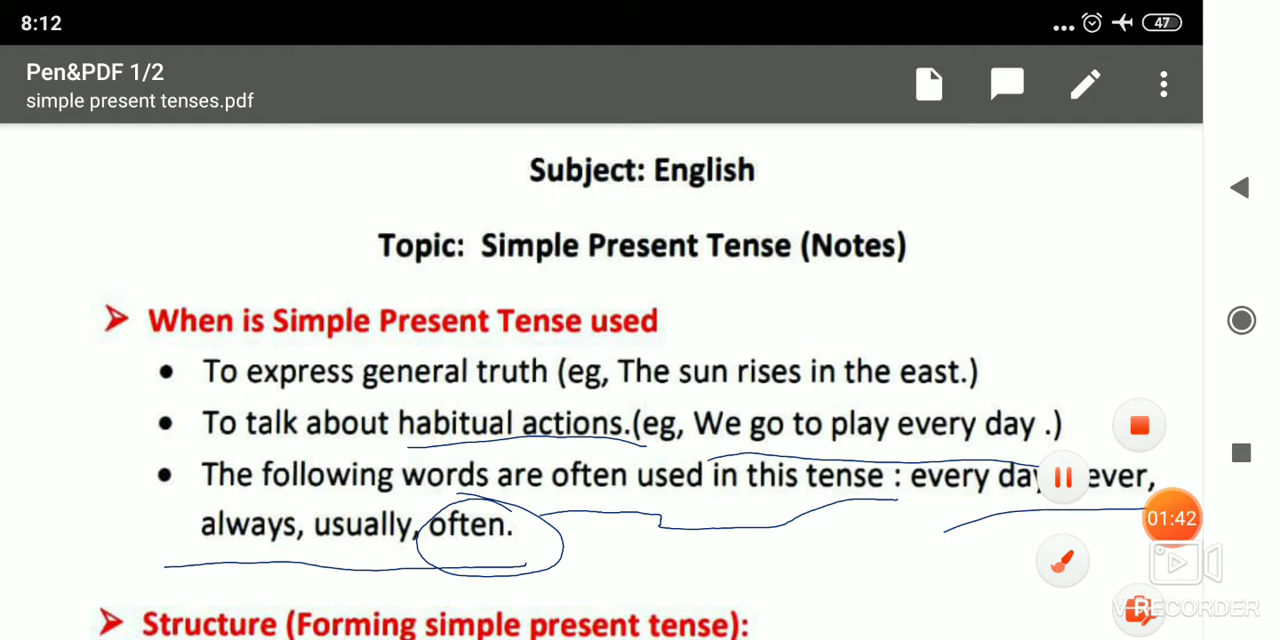 8:12
47
Pen&PDF 1/2
simple present tenses.pdf
Subject: English
Topic: Simple Present Tense (Notes)
When is Simple Present Tense used
To express general truth (eg, The sun rises in the east.)
To talk about habitual actions.(eg, We go to play every day .)
The following words are often used in this tense : every day ever,
always, usually, often.
01:42
V-RECORDER
Structure (Forming simple present tense):